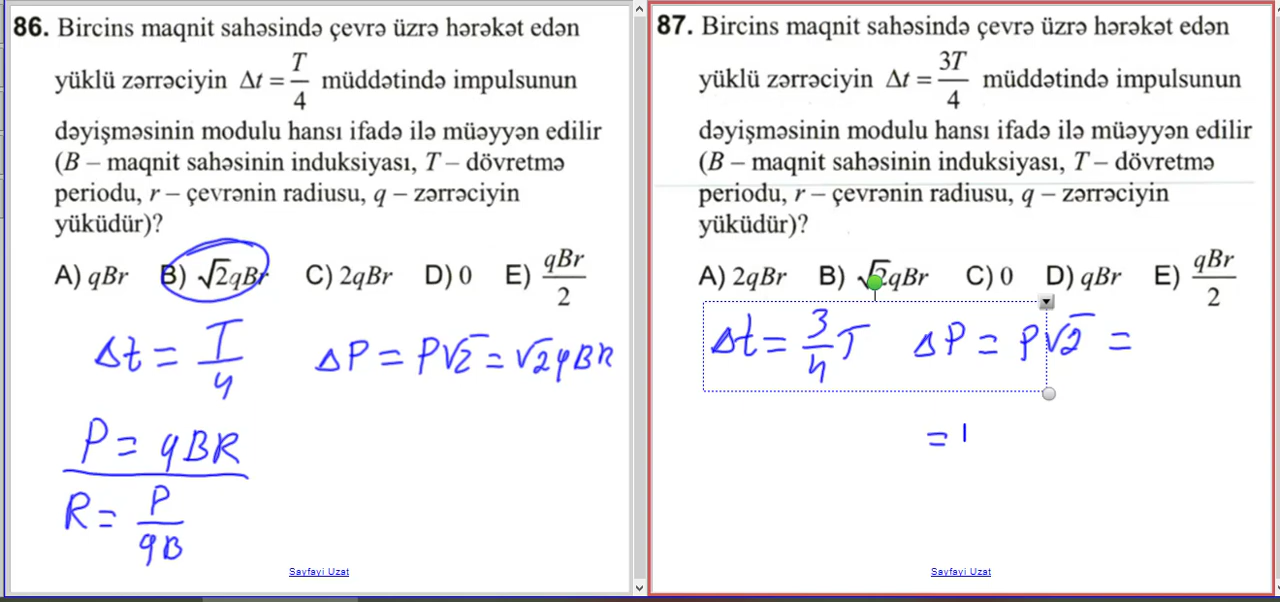 86. Bircins maqnit sahəsində çevrə üzrə hərəkət edən
yüklü zərrəciyin Δt = T/4 müddətində impulsunun
dəyişməsinin modulu hansı ifadə ilə müəyyən edilir
(B – maqnit sahəsinin induksiyası, T – dövretmə
periodu, r – çevrənin radiusu, q – zərrəciyin
yüküdür)?
A) qBr B) √2qBr C) 2qBr D) 0 E) qBr/2
Δt = T/4 ΔP = P√2 = √2qBR
P = qBR
R = P/qB
Sayfayi Uzat
87. Bircins maqnit sahəsində çevrə üzrə hərəkət edən
yüklü zərrəciyin Δt = 3T/4 müddətində impulsunun
dəyişməsinin modulu hansı ifadə ilə müəyyən edilir
(B – maqnit sahəsinin induksiyası, T – dövretmə
periodu, r – çevrənin radiusu, q – zərrəciyin
yüküdür)?
A) 2qBr B) √2qBr C) 0 D) qBr E) qBr/2
Δt = 3/4 T ΔP = P√2 =
=
Sayfayi Uzat